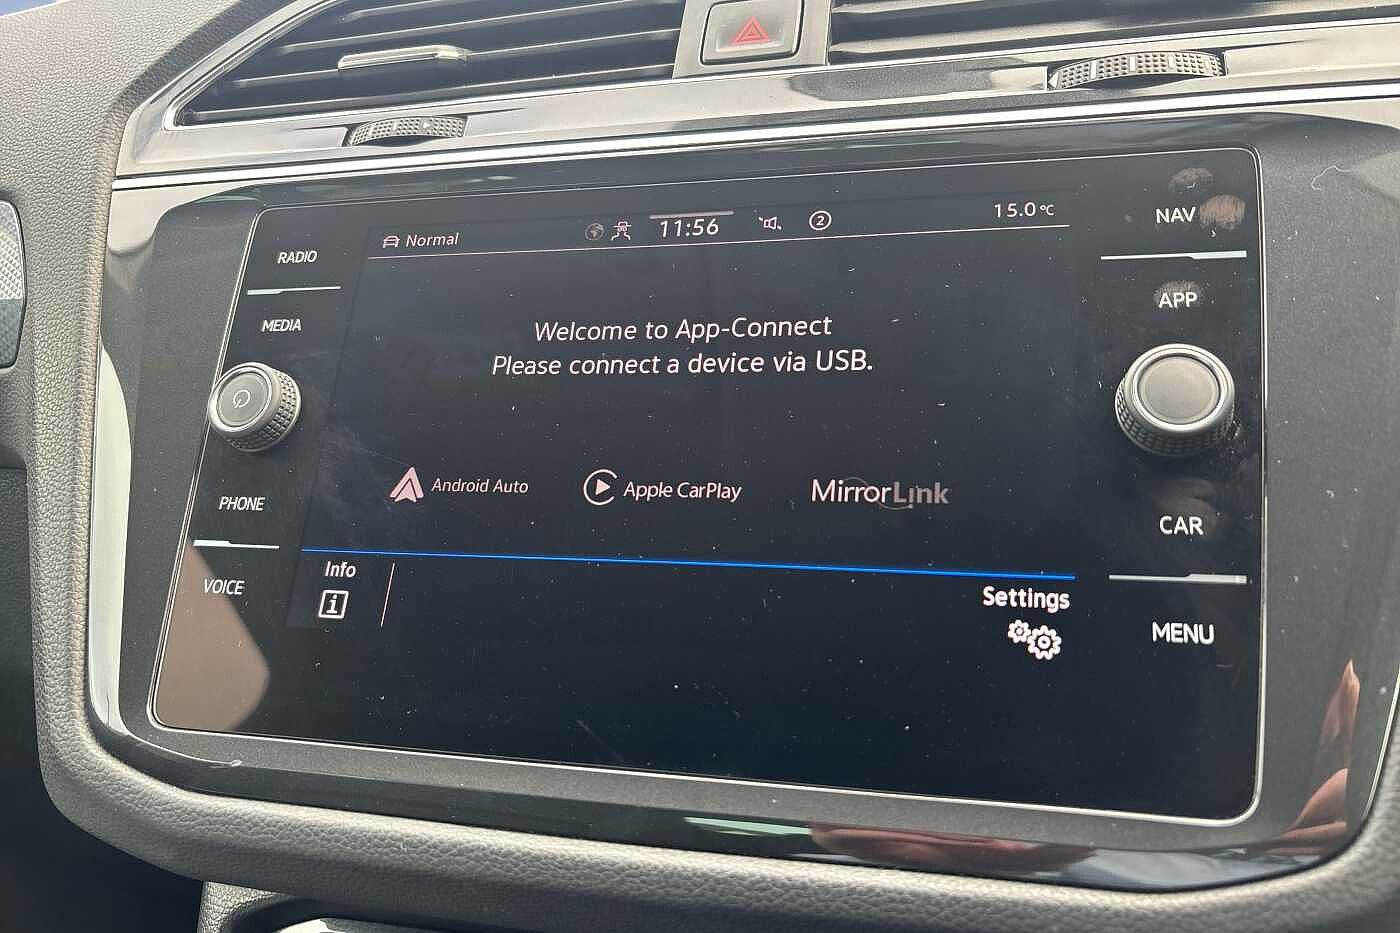 RADIO
MEDIA
PHONE
VOICE
Normal
11:56
2
15.0 °C
Welcome to App-Connect
Please connect a device via USB.
Android Auto
Apple CarPlay
MirrorLink
Info
i
Settings
NAV
APP
CAR
MENU